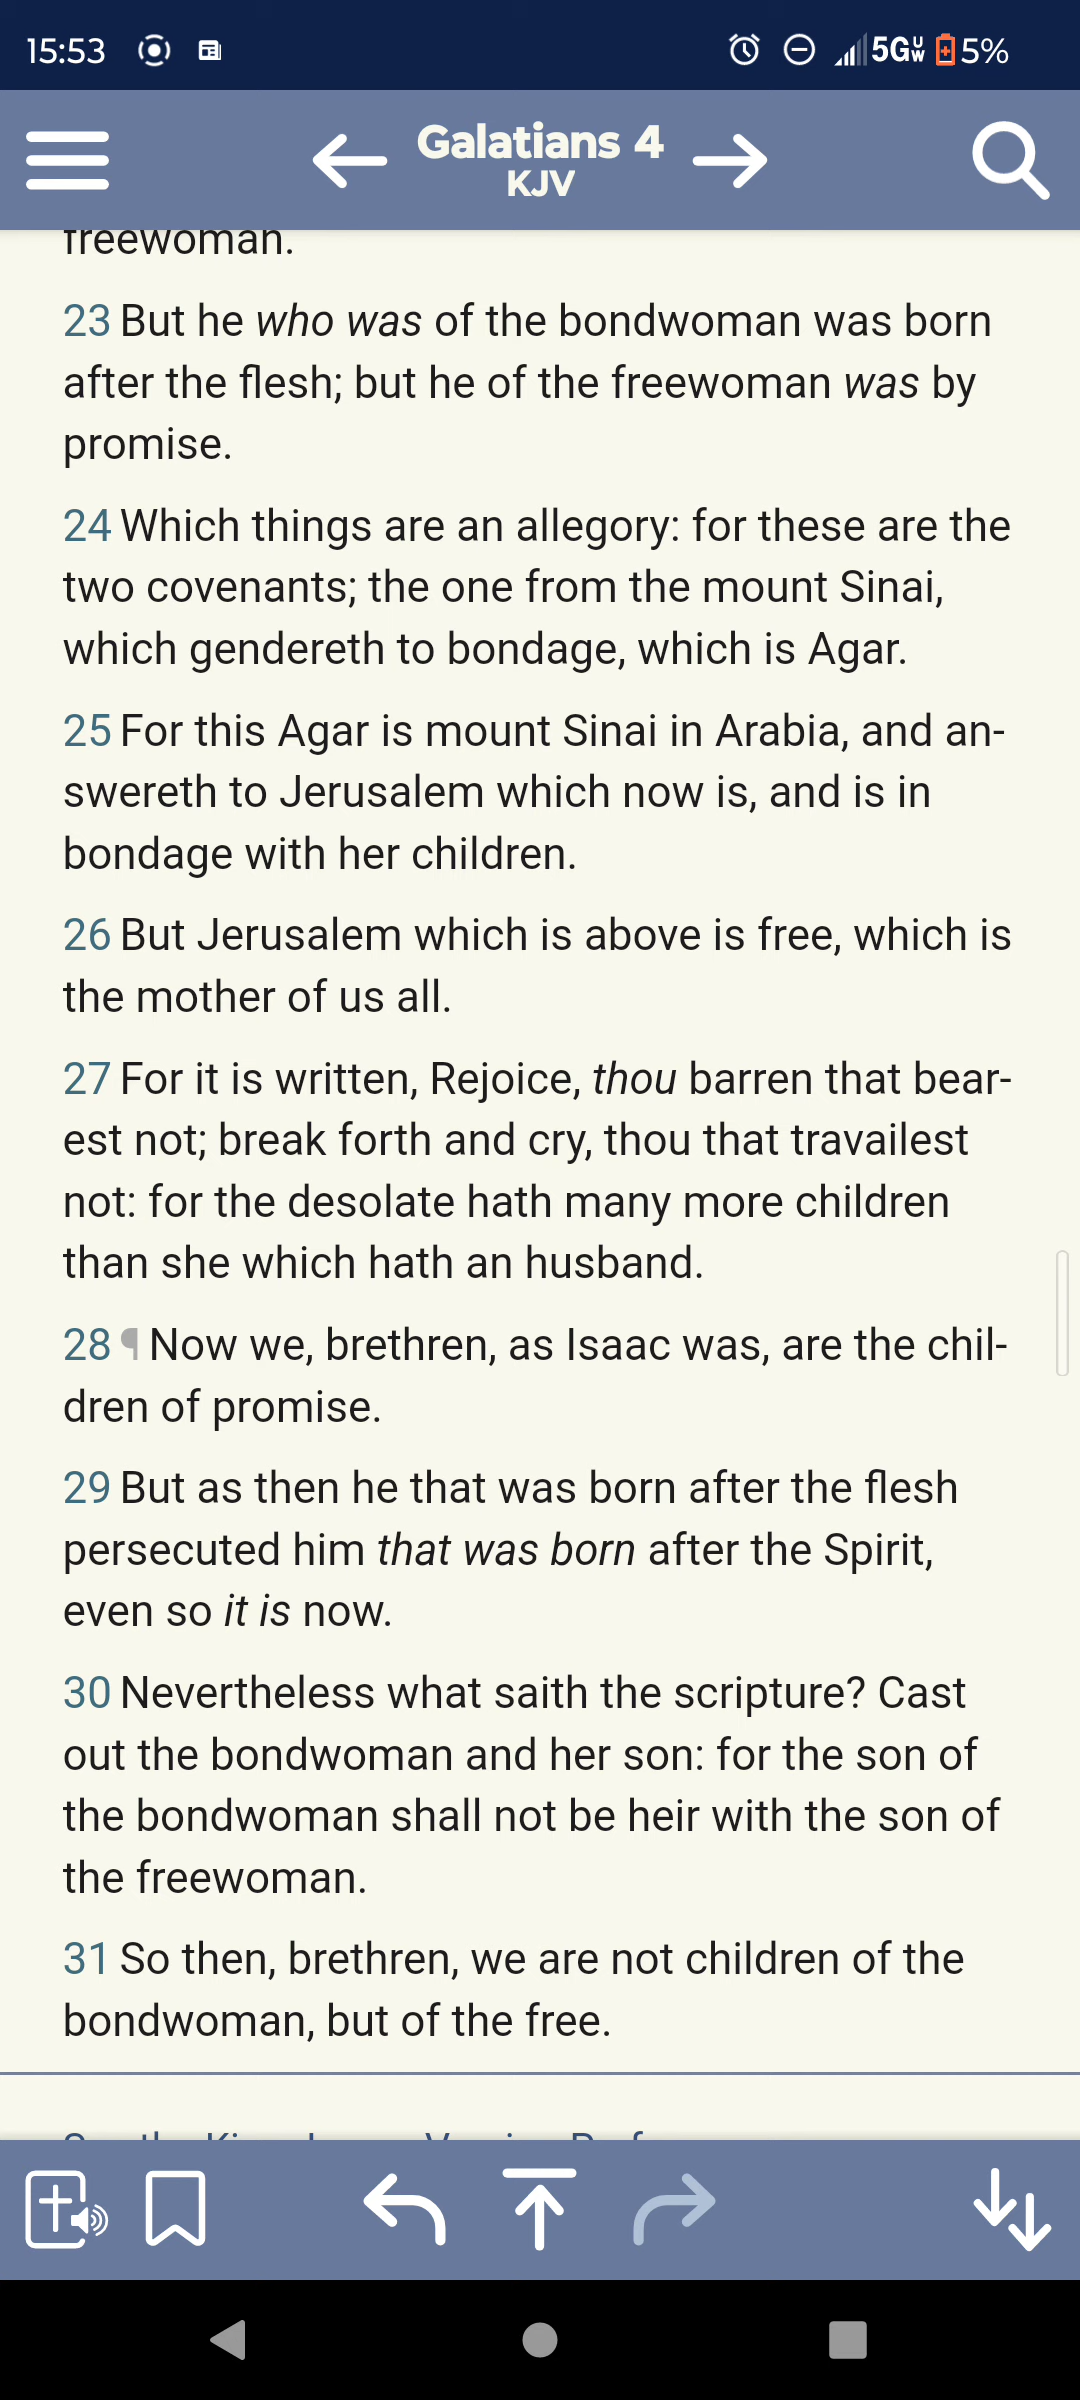 15:53 5G UW 5%
Galatians 4
KJV
freewoman.
23 But he who was of the bondwoman was born
after the flesh; but he of the freewoman was by
promise.
24 Which things are an allegory: for these are the
two covenants; the one from the mount Sinai,
which gendereth to bondage, which is Agar.
25 For this Agar is mount Sinai in Arabia, and an-
swereth to Jerusalem which now is, and is in
bondage with her children.
26 But Jerusalem which is above is free, which is
the mother of us all.
27 For it is written, Rejoice, thou barren that bear-
est not; break forth and cry, thou that travailest
not: for the desolate hath many more children
than she which hath an husband.
28 ¶ Now we, brethren, as Isaac was, are the chil-
dren of promise.
29 But as then he that was born after the flesh
persecuted him that was born after the Spirit,
even so it is now.
30 Nevertheless what saith the scripture? Cast
out the bondwoman and her son: for the son of
the bondwoman shall not be heir with the son of
the freewoman.
31 So then, brethren, we are not children of the
bondwoman, but of the free.